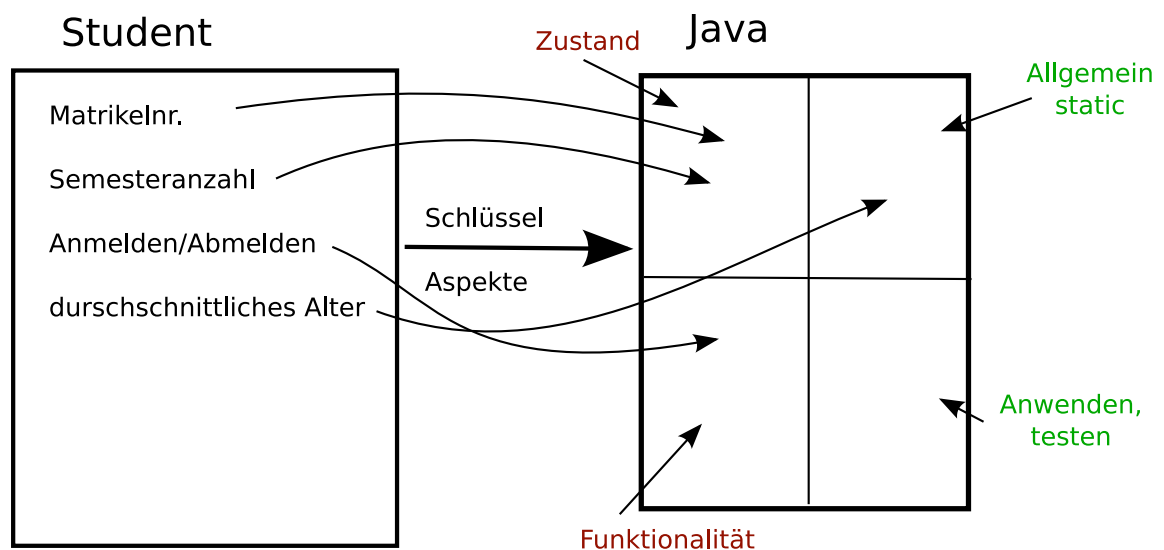 Student
Java
Zustand
Allgemein
static
Matrikelnr.
Semesteranzahl
Schlüssel
Anmelden/Abmelden
Aspekte
durschschnittliches Alter
Anwenden,
testen
Funktionalität